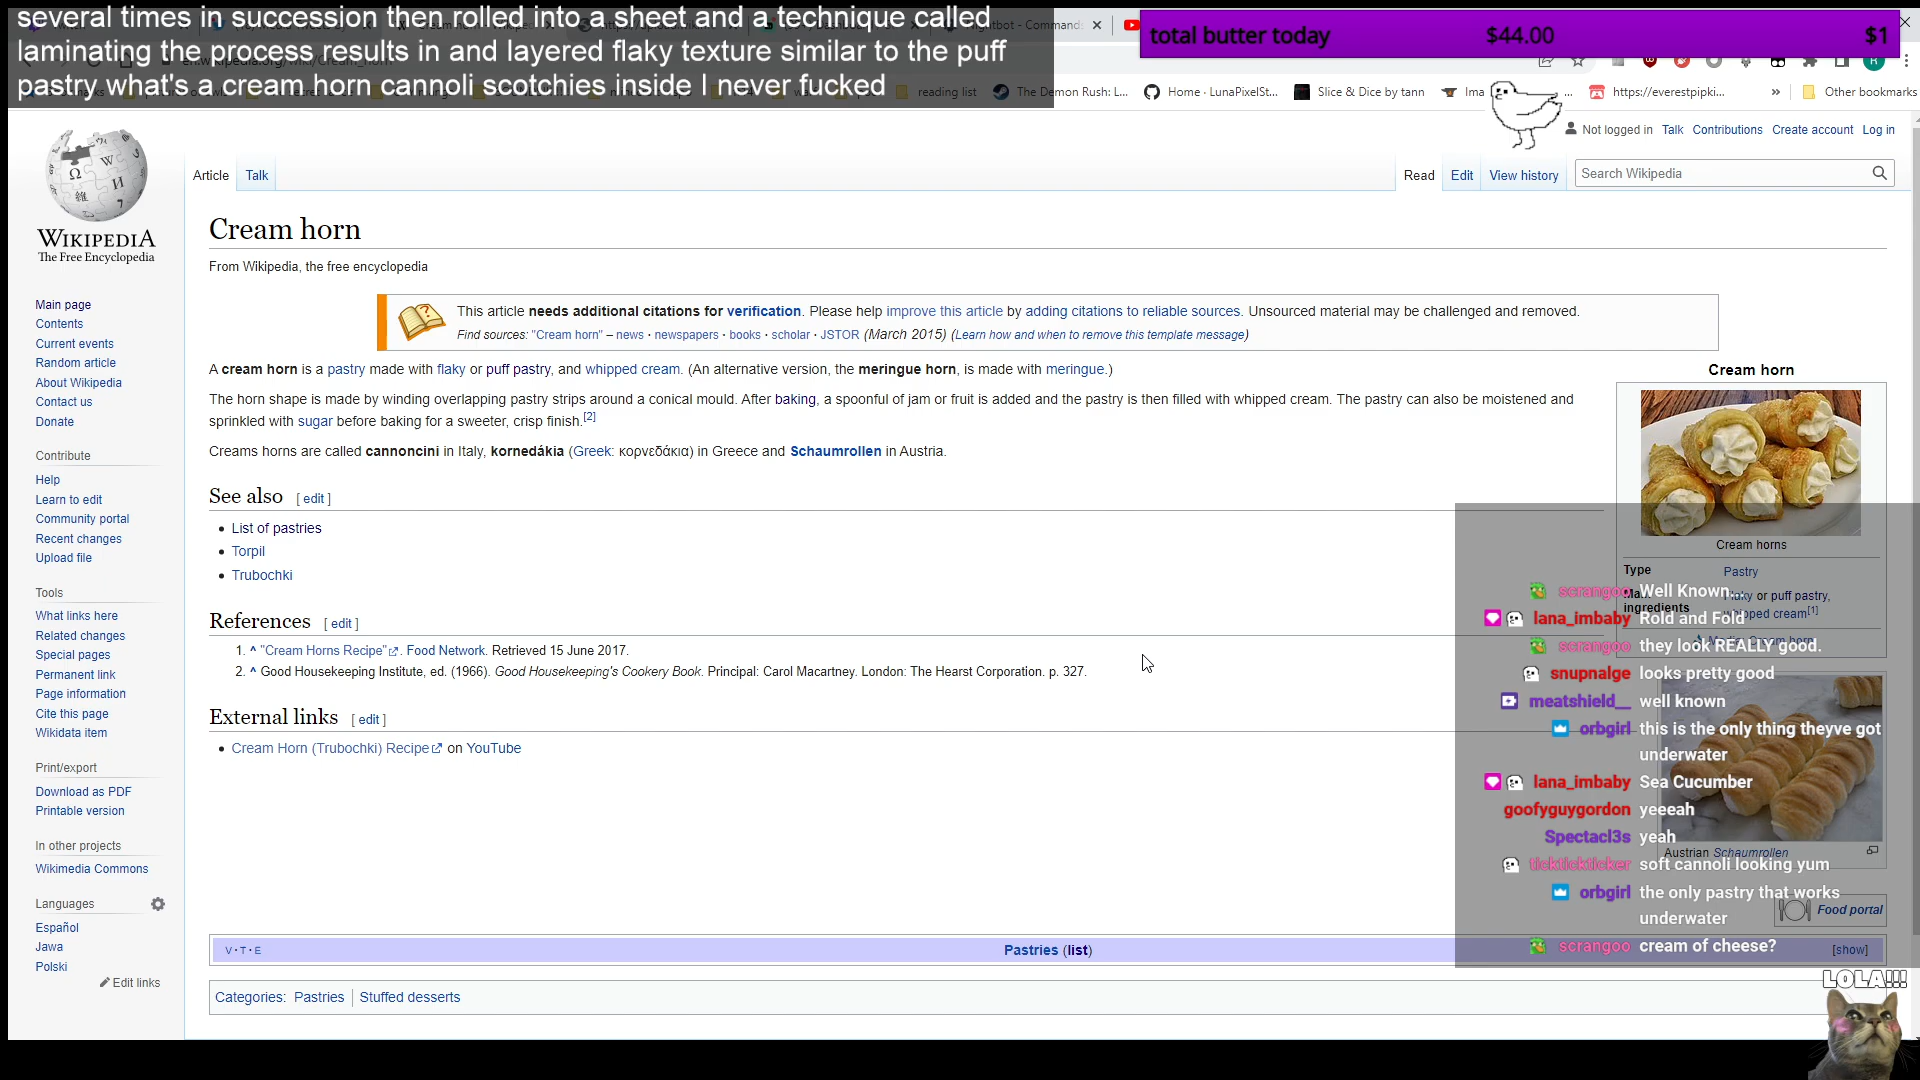 several times in succession then rolled into a sheet and a technique called
laminating the process results in and layered flaky texture similar to the puff
pastry what's a cream horn cannoli scotchies inside I never fucked
total butter today $44.00 $1
reading list The Demon Rush: L... Home · LunaPixelSt... Slice & Dice by tann Ima ... https://everestpipki... » Other bookmarks
Not logged in Talk Contributions Create account Log in
Article Talk Read Edit View history Search Wikipedia
WIKIPEDIA
The Free Encyclopedia
Main page
Contents
Current events
Random article
About Wikipedia
Contact us
Donate
Contribute
Help
Learn to edit
Community portal
Recent changes
Upload file
Tools
What links here
Related changes
Special pages
Permanent link
Page information
Cite this page
Wikidata item
Print/export
Download as PDF
Printable version
In other projects
Wikimedia Commons
Languages
Español
Jawa
Polski
Edit links
Cream horn
From Wikipedia, the free encyclopedia
This article needs additional citations for verification. Please help improve this article by adding citations to reliable sources. Unsourced material may be challenged and removed.
Find sources: "Cream horn" – news · newspapers · books · scholar · JSTOR (March 2015) (Learn how and when to remove this template message)
A cream horn is a pastry made with flaky or puff pastry, and whipped cream. (An alternative version, the meringue horn, is made with meringue.)
The horn shape is made by winding overlapping pastry strips around a conical mould. After baking, a spoonful of jam or fruit is added and the pastry is then filled with whipped cream. The pastry can also be moistened and
sprinkled with sugar before baking for a sweeter, crisp finish.[2]
Creams horns are called cannoncini in Italy, kornedákia (Greek: κορνεδάκια) in Greece and Schaumrollen in Austria.
See also [ edit ]
List of pastries
Torpil
Trubochki
References [ edit ]
1. ^ "Cream Horns Recipe". Food Network. Retrieved 15 June 2017.
2. ^ Good Housekeeping Institute, ed. (1966). Good Housekeeping's Cookery Book. Principal: Carol Macartney. London: The Hearst Corporation. p. 327.
External links [ edit ]
Cream Horn (Trubochki) Recipe on YouTube
V·T·E Pastries (list) [show]
Categories: Pastries | Stuffed desserts
Cream horn
Cream horns
Type Pastry
ingredients or puff pastry,
whipped cream[1]
Austrian Schaumrollen
Food portal
scrangoo Well Known...
lana_imbaby Rold and Fold
scrangoo they look REALLY good.
snupnalge looks pretty good
meatshield__ well known
orbgirl this is the only thing theyve got
underwater
lana_imbaby Sea Cucumber
goofyguygordon yeeeah
Spectacl3s yeah
ticktickticker soft cannoli looking yum
orbgirl the only pastry that works
underwater
scrangoo cream of cheese?
LOLA!!!